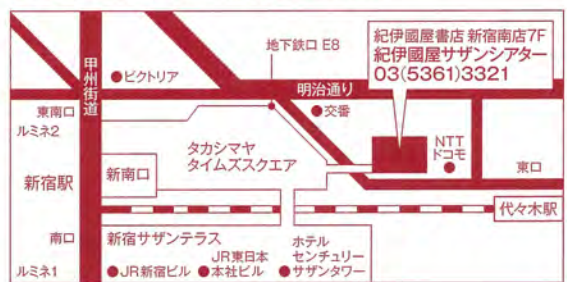 紀伊國屋書店 新宿南店7F
紀伊國屋サザンシアター
03(5361)3321
地下鉄口 E8
甲州街道
ビクトリア
明治通り
交番
東南口
ルミネ2
タカシマヤ
タイムズスクエア
NTT
ドコモ
東口
新宿駅
新南口
代々木駅
南口
新宿サザンテラス
ルミネ1
JR新宿ビル
JR東日本
本社ビル
ホテル
センチュリー
サザンタワー